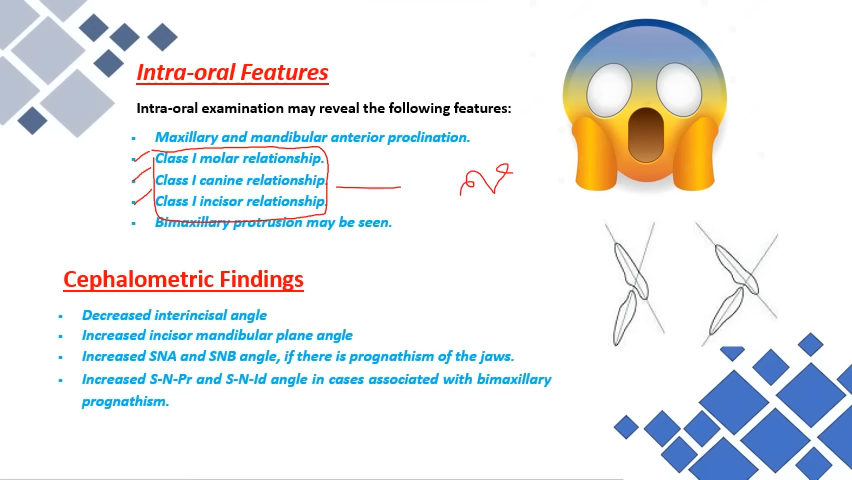 Intra-oral Features
Intra-oral examination may reveal the following features:
▪ Maxillary and mandibular anterior proclination.
▪ Class I molar relationship.
▪ Class I canine relationship.
▪ Class I incisor relationship.
▪ Bimaxillary protrusion may be seen.
Cephalometric Findings
▪ Decreased interincisal angle
▪ Increased incisor mandibular plane angle
▪ Increased SNA and SNB angle, if there is prognathism of the jaws.
▪ Increased S-N-Pr and S-N-Id angle in cases associated with bimaxillary
prognathism.